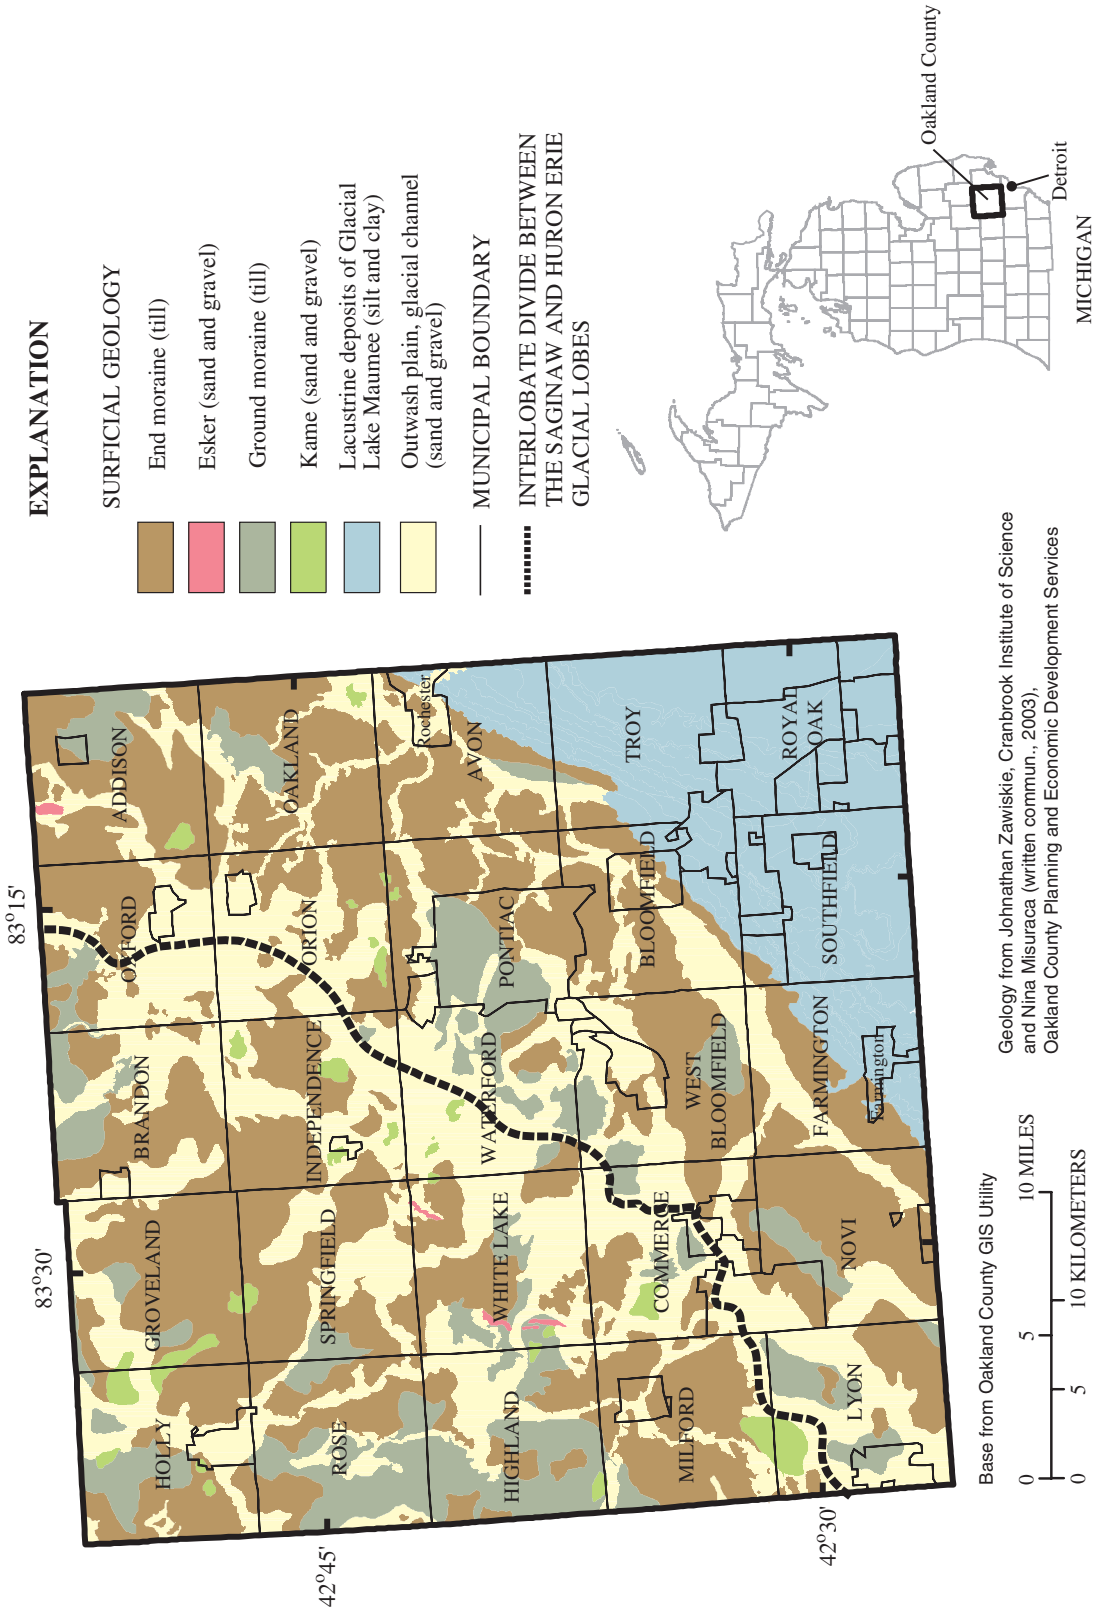 83°30'
83°15'
42°45'
42°30'
HOLLY
GROVELAND
BRANDON
OXFORD
ADDISON
ROSE
SPRINGFIELD
INDEPENDENCE
ORION
OAKLAND
HIGHLAND
WHITE LAKE
WATERFORD
PONTIAC
AVON
Rochester
MILFORD
COMMERCE
WEST
BLOOMFIELD
BLOOMFIELD
TROY
LYON
NOVI
FARMINGTON
Farmington
SOUTHFIELD
ROYAL
OAK
Base from Oakland County GIS Utility
0
5
10 MILES
0
5
10 KILOMETERS
Geology from Johnathan Zawiske, Cranbrook Institute of Science
and Nina Misuraca (written commun., 2003),
Oakland County Planning and Economic Development Services
EXPLANATION
SURFICIAL GEOLOGY
End moraine (till)
Esker (sand and gravel)
Ground moraine (till)
Kame (sand and gravel)
Lacustrine deposits of Glacial
Lake Maumee (silt and clay)
Outwash plain, glacial channel
(sand and gravel)
MUNICIPAL BOUNDARY
INTERLOBATE DIVIDE BETWEEN
THE SAGINAW AND HURON ERIE
GLACIAL LOBES
Oakland County
Detroit
MICHIGAN